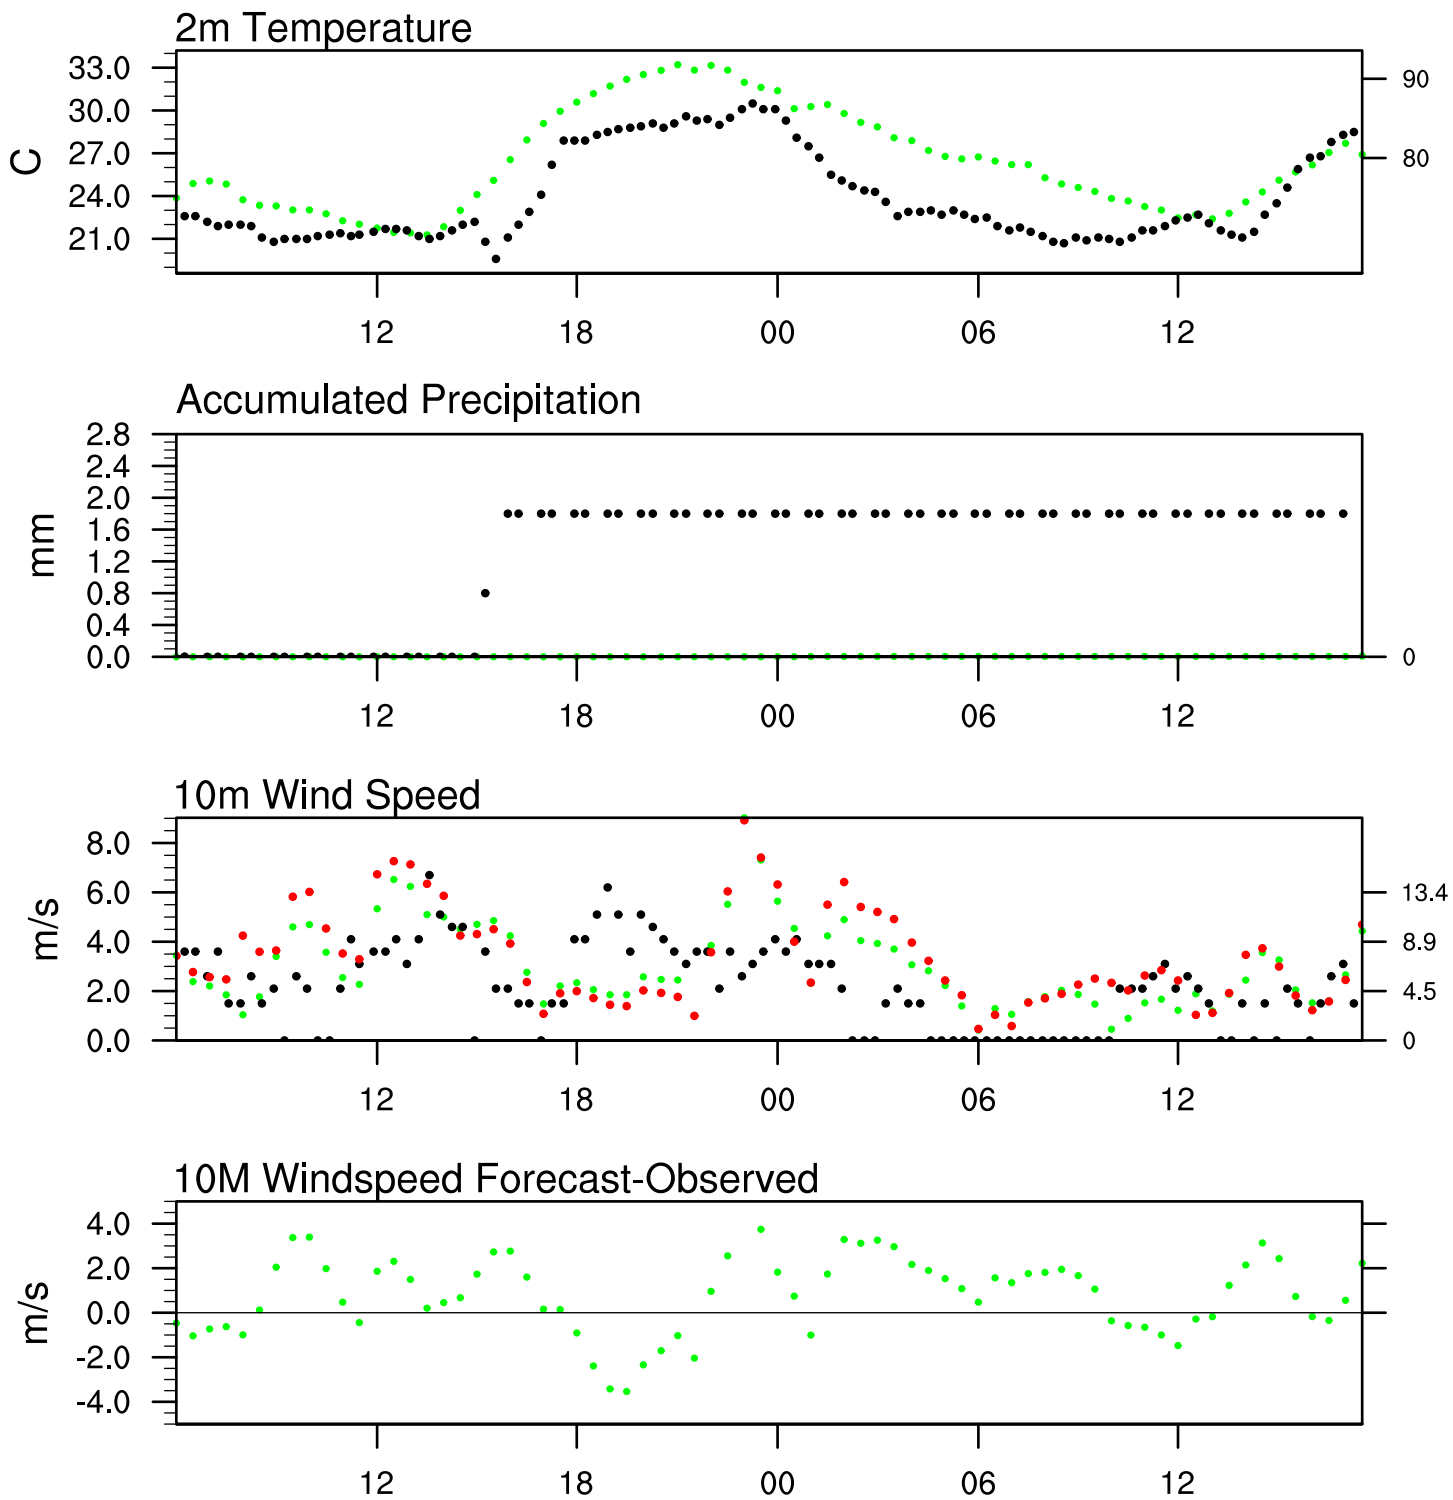 2m Temperature
33.0
30.0
27.0
24.0
21.0
C
90
80
12 18 00 06 12
Accumulated Precipitation
2.8
2.4
2.0
1.6
1.2
0.8
0.4
0.0
mm
0
12 18 00 06 12
10m Wind Speed
8.0
6.0
4.0
2.0
0.0
m/s
13.4
8.9
4.5
0
12 18 00 06 12
10M Windspeed Forecast-Observed
4.0
2.0
0.0
-2.0
-4.0
m/s
12 18 00 06 12